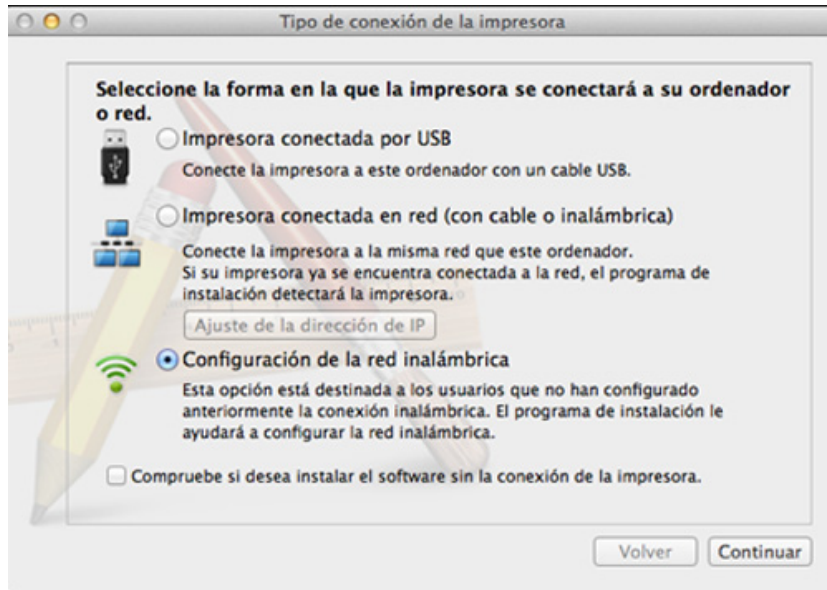 Tipo de conexión de la impresora
Seleccione la forma en la que la impresora se conectará a su ordenador
o red.
Impresora conectada por USB
Conecte la impresora a este ordenador con un cable USB.
Impresora conectada en red (con cable o inalámbrica)
Conecte la impresora a la misma red que este ordenador.
Si su impresora ya se encuentra conectada a la red, el programa de
instalación detectará la impresora.
Ajuste de la dirección de IP
Configuración de la red inalámbrica
Esta opción está destinada a los usuarios que no han configurado
anteriormente la conexión inalámbrica. El programa de instalación le
ayudará a configurar la red inalámbrica.
Compruebe si desea instalar el software sin la conexión de la impresora.
Volver
Continuar